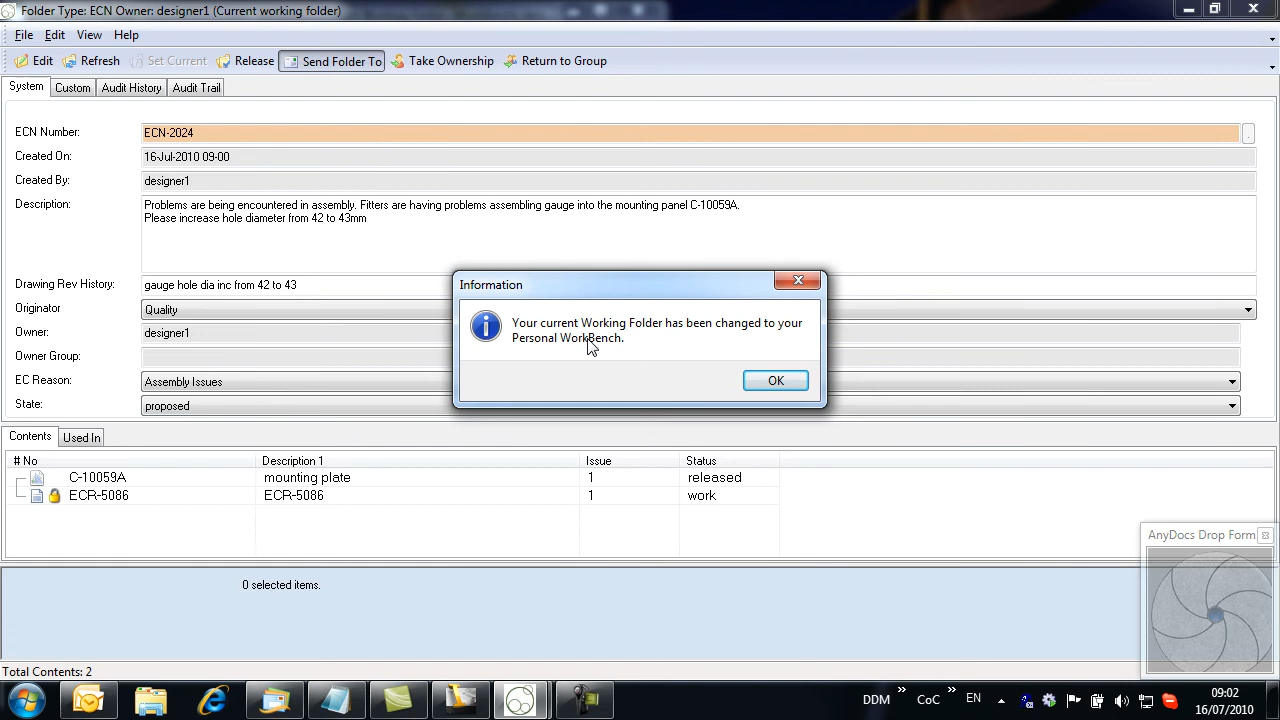 Folder Type: ECN Owner: designer1 (Current working folder)
File Edit View Help
Edit Refresh Set Current Release Send Folder To Take Ownership Return to Group
System Custom Audit History Audit Trail
ECN Number: ECN-2024
Created On: 16-Jul-2010 09-00
Created By: designer1
Description: Problems are being encountered in assembly. Fitters are having problems assembling gauge into the mounting panel C-10059A.
Please increase hole diameter from 42 to 43mm
Drawing Rev History: gauge hole dia inc from 42 to 43
Originator Quality
Owner: designer1
Owner Group:
EC Reason: Assembly Issues
State: proposed
Information
Your current Working Folder has been changed to your
Personal WorkBench.
OK
Contents Used In
# No Description 1 Issue Status
C-10059A mounting plate 1 released
ECR-5086 ECR-5086 1 work
AnyDocs Drop Form
0 selected items.
Total Contents: 2
DDM » CoC » EN 09:02
16/07/2010